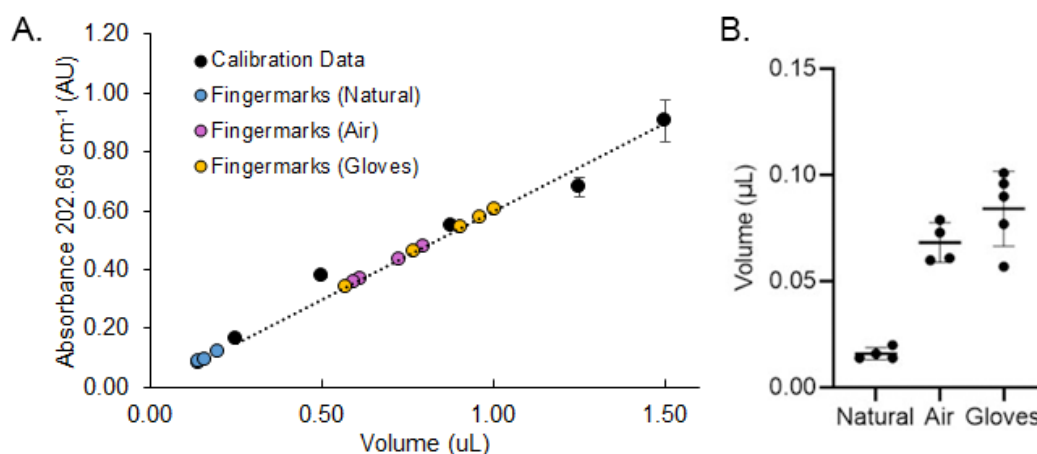 A.
Absorbance 202.69 cm⁻¹ (AU)
1.20
1.00
0.80
0.60
0.40
0.20
0.00
Calibration Data
Fingermarks (Natural)
Fingermarks (Air)
Fingermarks (Gloves)
0.00 0.50 1.00 1.50
Volume (uL)
B.
Volume (µL)
0.15
0.10
0.05
0.00
Natural Air Gloves